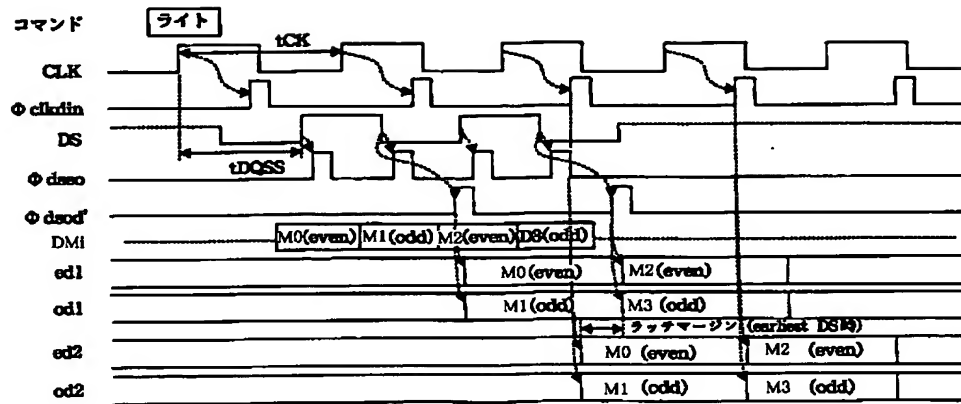 コマンド ライト
tCK
CLK
Φ clkdin
DS
tDQSS
Φ dsso
Φ dsod'
DMi M0(even) M1(odd) M2(even) D3(odd)
ed1 M0(even) M2(even)
od1 M1(odd) M3 (odd)
ラッチマージン (earliest DS時)
ed2 M0 (even) M2 (even)
od2 M1 (odd) M3 (odd)